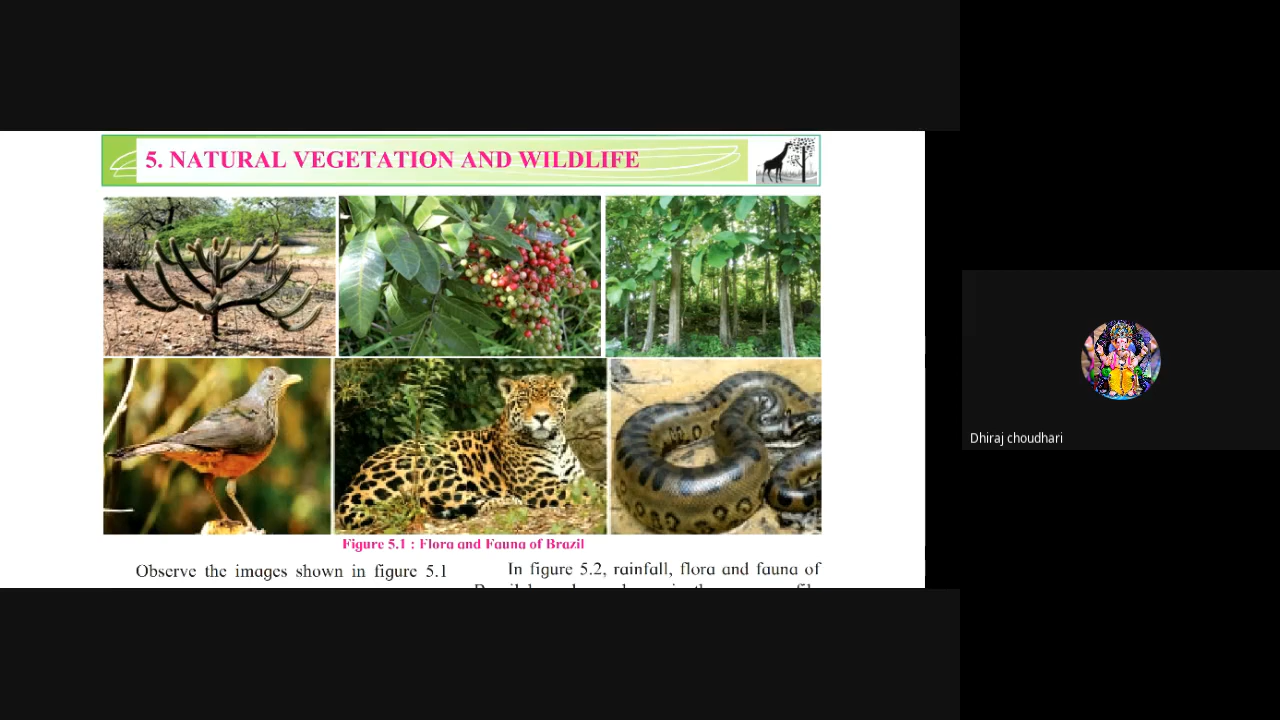 5. NATURAL VEGETATION AND WILDLIFE
Figure 5.1 : Flora and Fauna of Brazil
Observe the images shown in figure 5.1
In figure 5.2, rainfall, flora and fauna of
Dhiraj choudhari